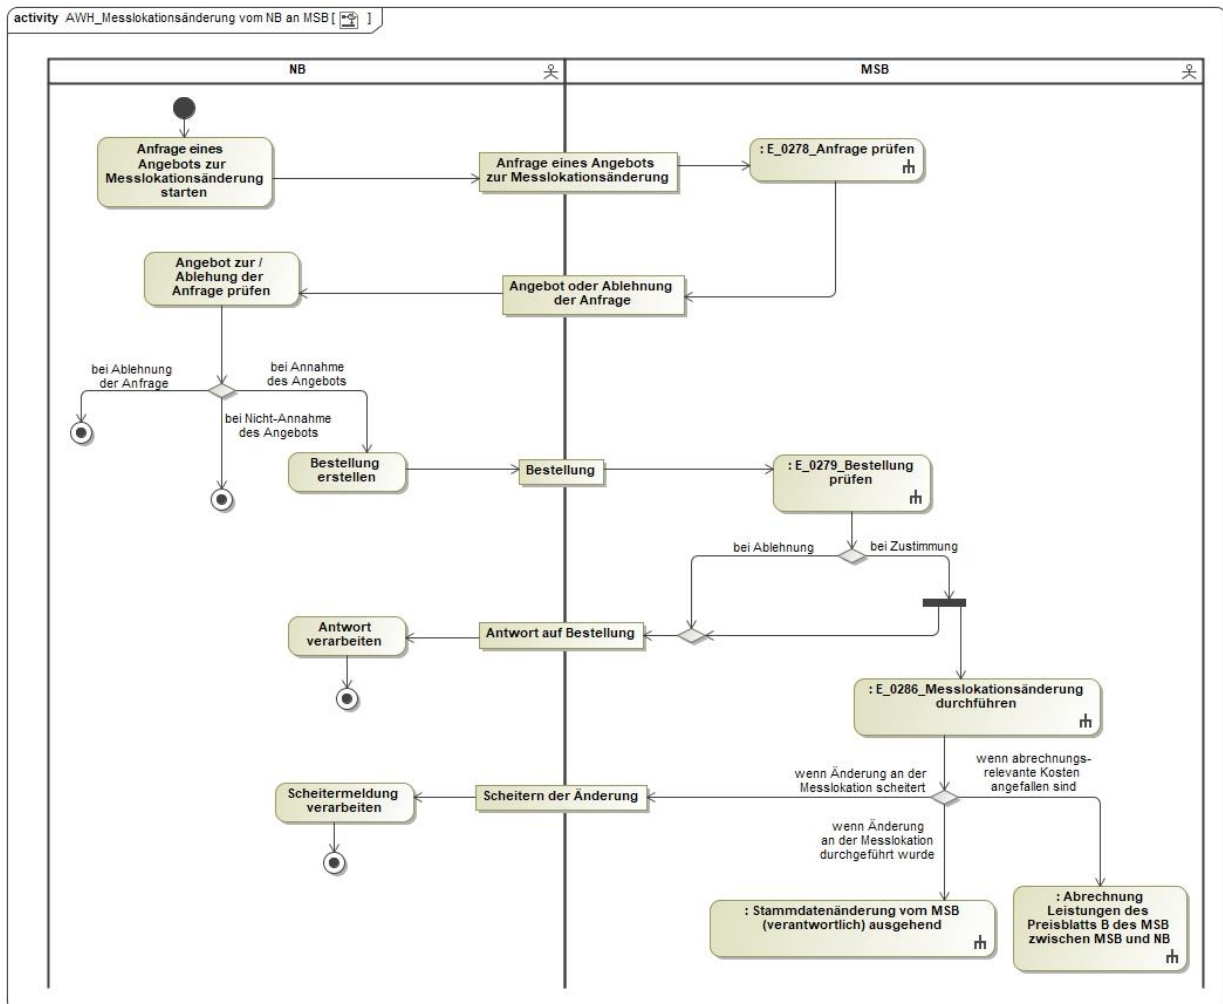 activity AWH_Messlokationsänderung vom NB an MSB [ ]
NB
MSB
Anfrage eines
Angebots zur
Messlokationsänderung
starten
Anfrage eines Angebots
zur Messlokationsänderung
: E_0278_Anfrage prüfen
Angebot zur /
Ablehung der
Anfrage prüfen
Angebot oder Ablehnung
der Anfrage
bei Ablehnung
der Anfrage
bei Annahme
des Angebots
bei Nicht-Annahme
des Angebots
Bestellung
erstellen
Bestellung
: E_0279_Bestellung
prüfen
bei Ablehnung
bei Zustimmung
Antwort
verarbeiten
Antwort auf Bestellung
: E_0286_Messlokationsänderung
durchführen
wenn Änderung an der
Messlokation scheitert
wenn abrechnungs-
relevante Kosten
angefallen sind
Scheitermeldung
verarbeiten
Scheitern der Änderung
wenn Änderung
an der Messlokation
durchgeführt wurde
: Stammdatenänderung vom MSB
(verantwortlich) ausgehend
: Abrechnung
Leistungen des
Preisblatts B des MSB
zwischen MSB und NB